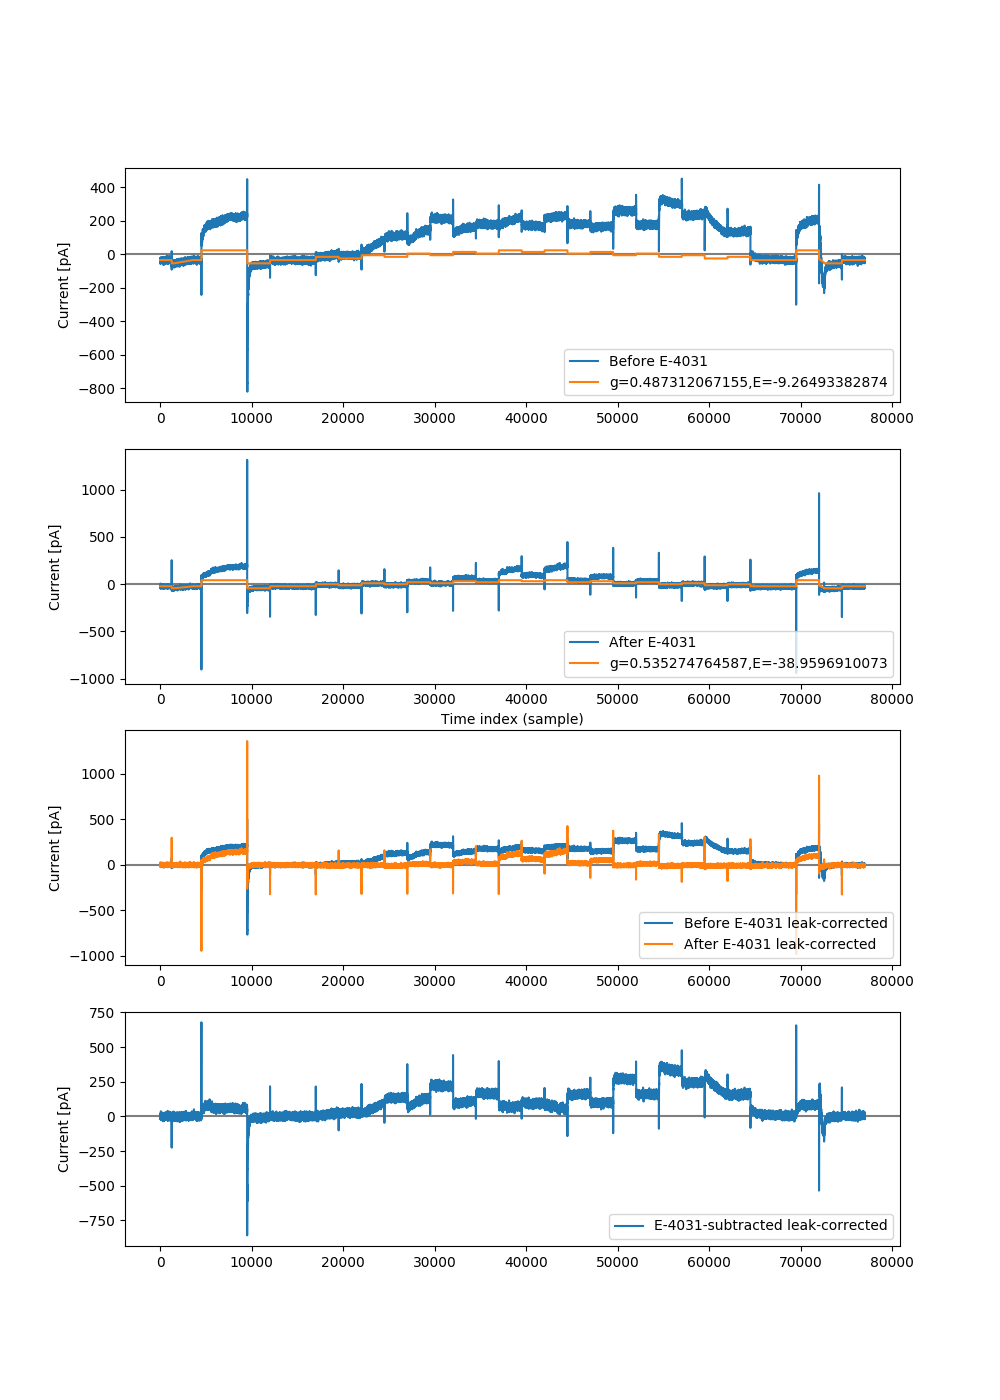 400
200
0
−200
−400
−600
−800
Current [pA]
Before E-4031
g=0.487312067155,E=-9.26493382874
0 10000 20000 30000 40000 50000 60000 70000 80000
1000
500
0
−500
−1000
Current [pA]
After E-4031
g=0.535274764587,E=-38.9596910073
0 10000 20000 30000 40000 50000 60000 70000 80000
Time index (sample)
1000
500
0
−500
−1000
Current [pA]
Before E-4031 leak-corrected
After E-4031 leak-corrected
0 10000 20000 30000 40000 50000 60000 70000 80000
750
500
250
0
−250
−500
−750
Current [pA]
E-4031-subtracted leak-corrected
0 10000 20000 30000 40000 50000 60000 70000 80000